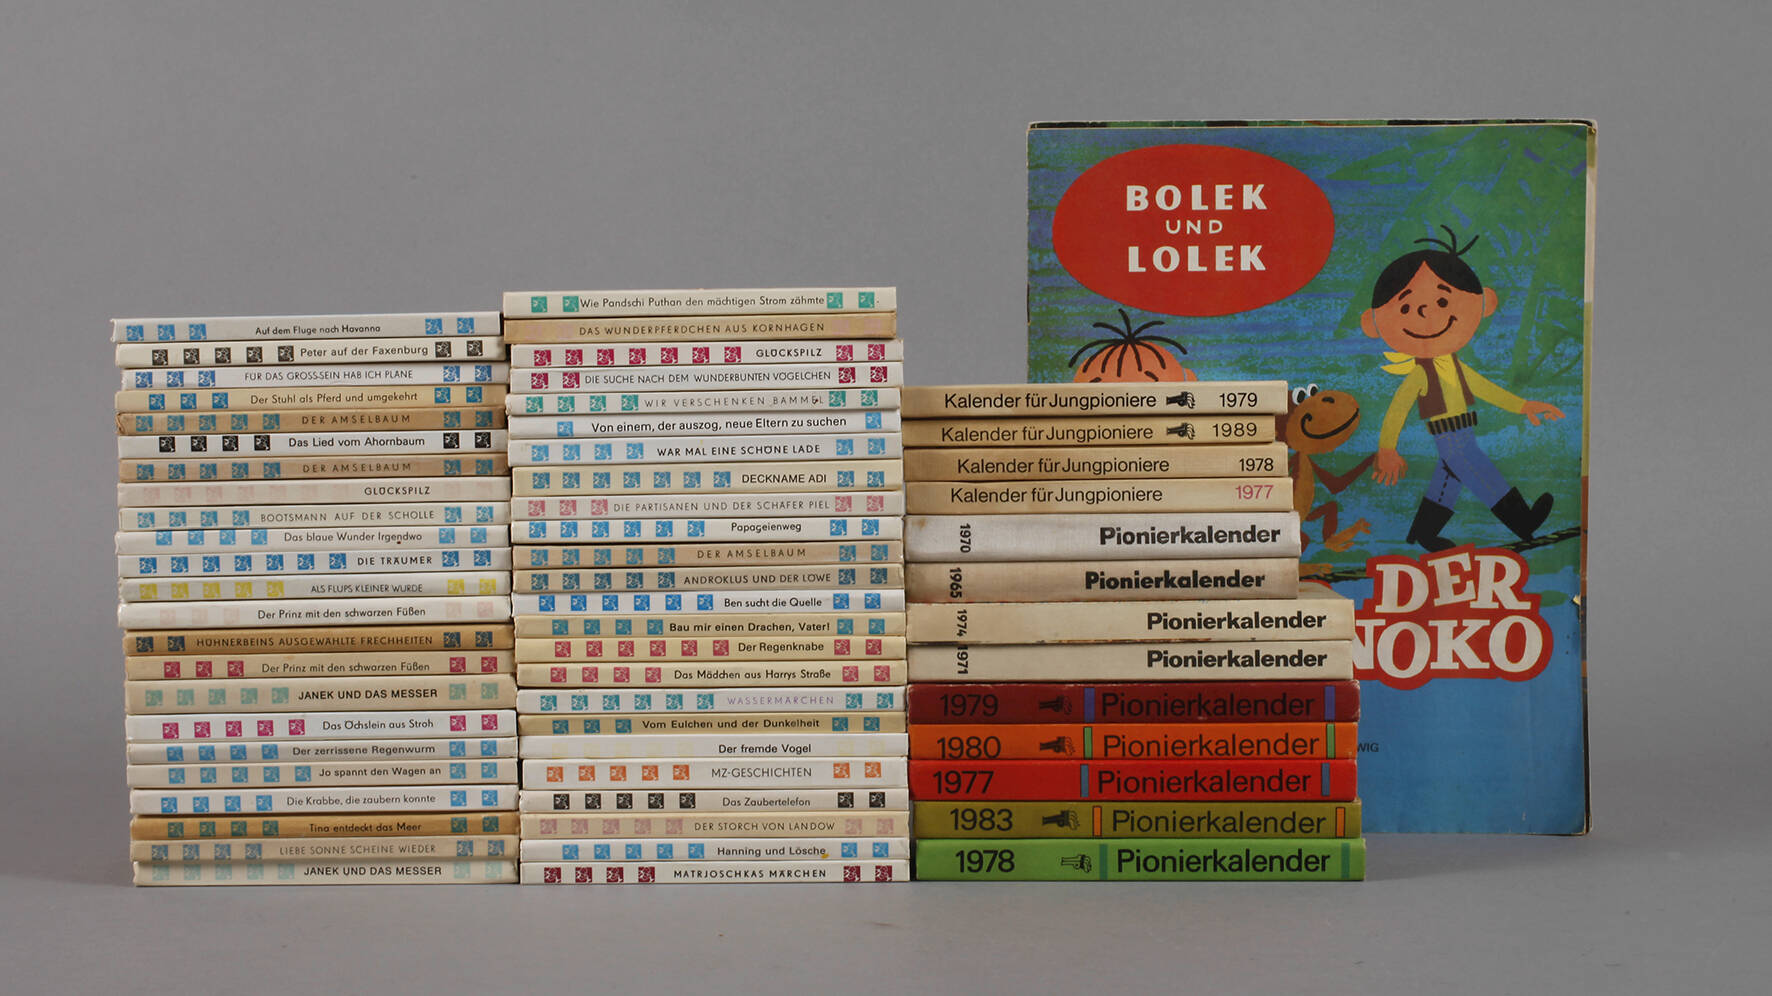 Auf dem Fluge nach Havanna
Peter auf der Faxenburg
FÜR DAS GROSS-SEIN HAB ICH PLÄNE
Der Stuhl als Pferd und umgekehrt
DER AMSELBAUM
Das Lied vom Ahornbaum
DER AMSELBAUM
GLÜCKSPILZ
BOOTSMANN AUF DER SCHOLLE
Das blaue Wunder Irgendwo
DIE TRÄUMER
ALS FLUPS KLEINER WURDE
Der Prinz mit den schwarzen Füßen
HÜHNERBEINS AUSGEWÄHLTE FRECHHEITEN
Der Prinz mit den schwarzen Füßen
JANEK UND DAS MESSER
Das Öchslein aus Stroh
Der zerrissene Regenwurm
Jo spannt den Wagen an
Die Krabbe, die zaubern konnte
Tina entdeckt das Meer
LIEBE SONNE SCHEINE WIEDER
JANEK UND DAS MESSER
Wie Pandschi Puthan den mächtigen Strom zähmte
DAS WUNDERPFERDCHEN AUS KORNHAGEN
GLÜCKSPILZ
DIE SUCHE NACH DEM WUNDERBUNTEN VÖGELCHEN
WIR VERSCHENKEN BAMMEL
Von einem, der auszog, neue Eltern zu suchen
WAR MAL EINE SCHÖNE LADE
DECKNAME ADI
DIE PARTISANEN UND DER SCHÄFER PIEL
Papageienweg
DER AMSELBAUM
ANDROKLUS UND DER LÖWE
Ben sucht die Quelle
Bau mir einen Drachen, Vater!
Der Regenknabe
Das Mädchen aus Harrys Straße
WASSERMÄRCHEN
Vom Eulchen und der Dunkelheit
Der fremde Vogel
MZ-GESCHICHTEN
Das Zaubertelefon
DER STORCH VON LANDOW
Hanning und Lösche
MATRJOSCHKAS MÄRCHEN
Kalender für Jungpioniere 1979
Kalender für Jungpioniere 1989
Kalender für Jungpioniere 1978
Kalender für Jungpioniere 1977
1970 Pionierkalender
1965 Pionierkalender
1974 Pionierkalender
1971 Pionierkalender
1979 Pionierkalender
1980 Pionierkalender
1977 Pionierkalender
1983 Pionierkalender
1978 Pionierkalender
BOLEK
UND
LOLEK
DER
NOKO
WIG